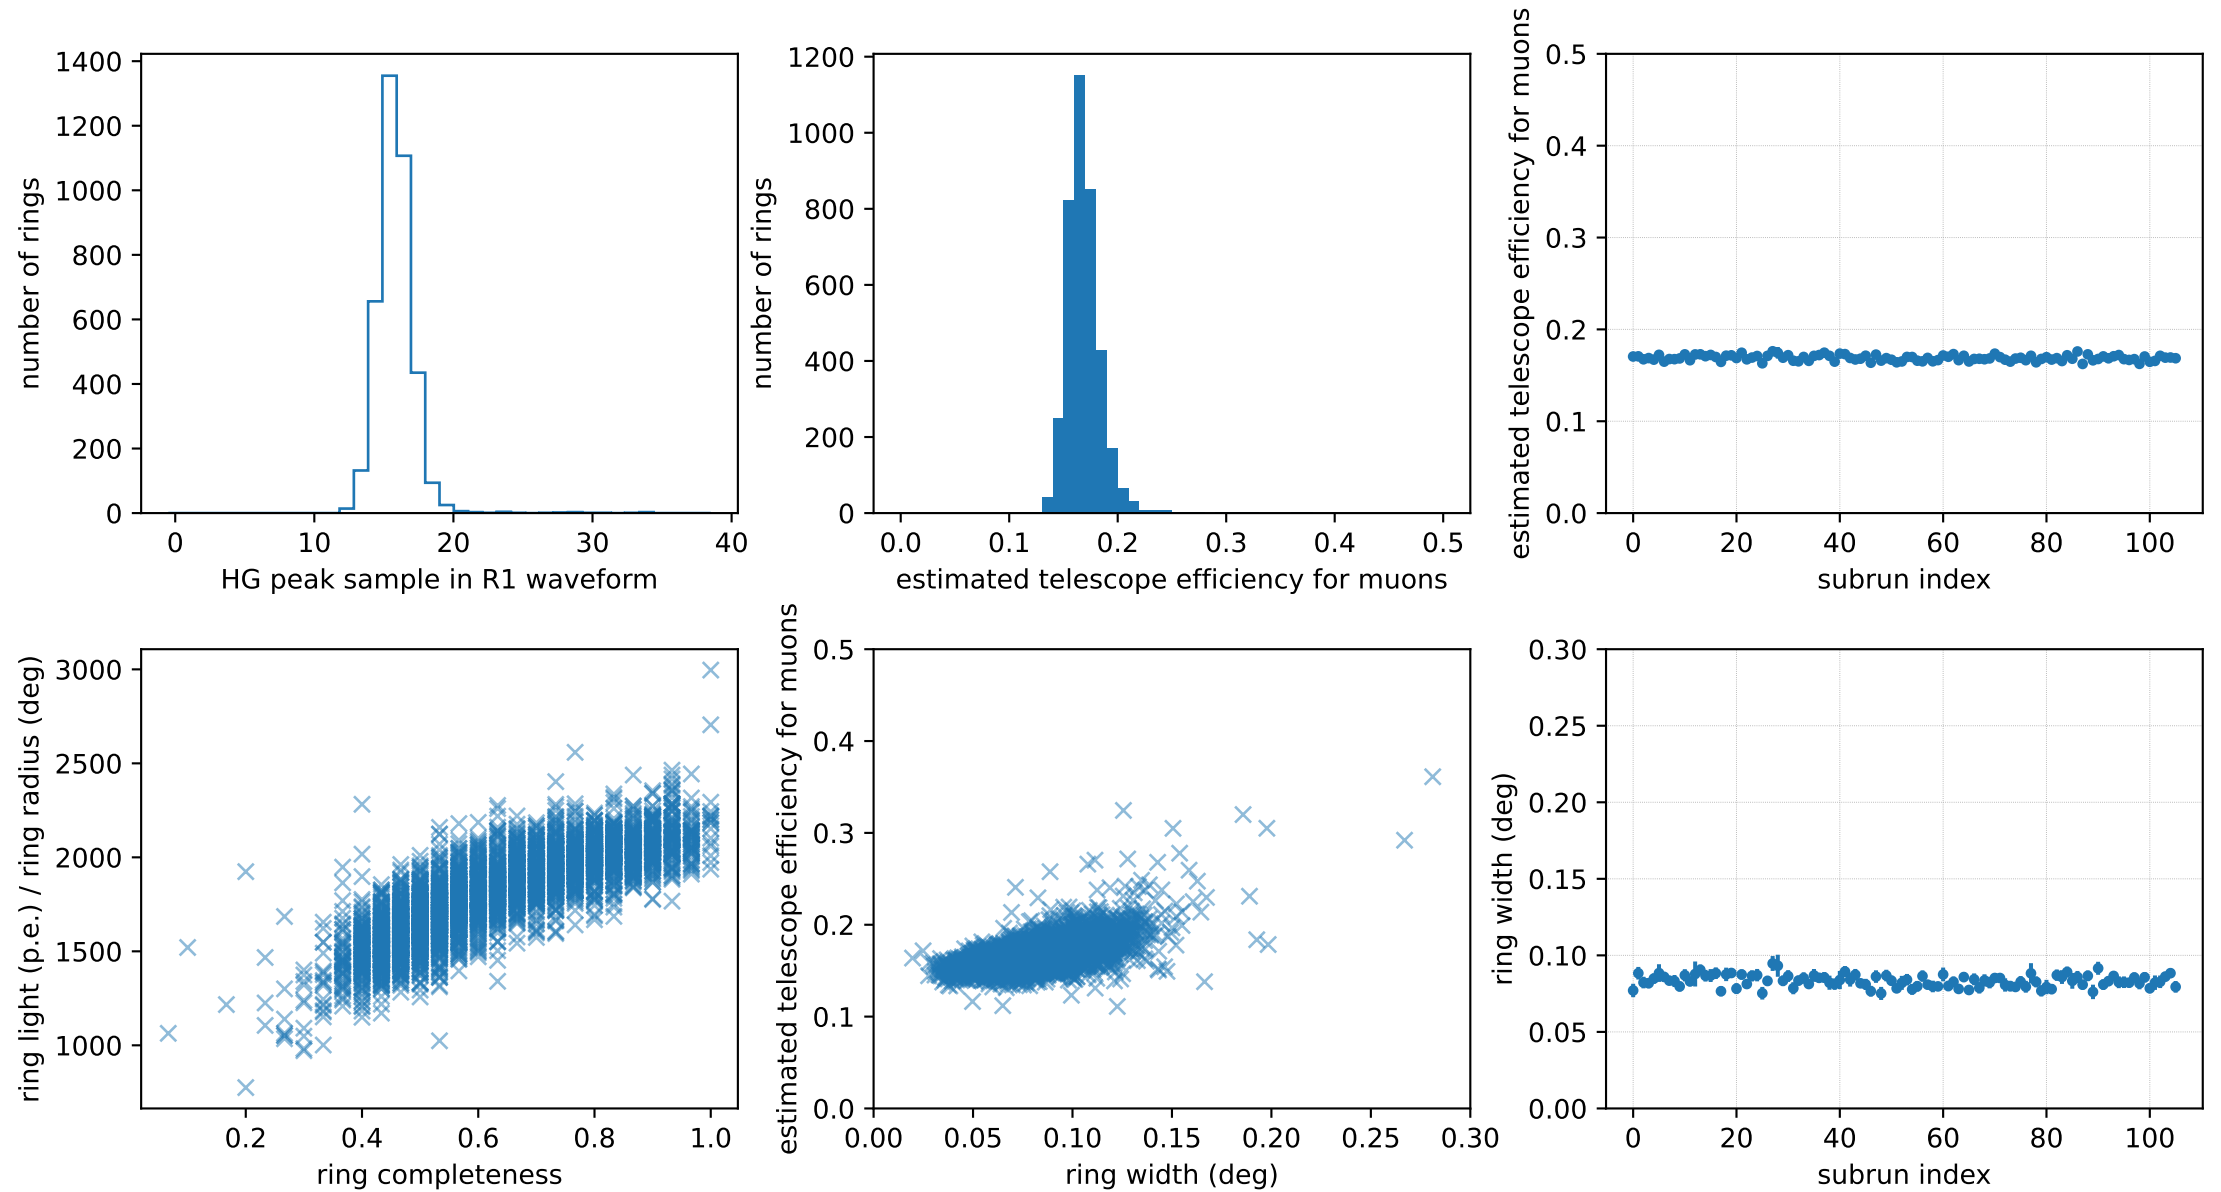 number of rings
1400
1200
1000
800
600
400
200
0
0 10 20 30 40
HG peak sample in R1 waveform
number of rings
1200
1000
800
600
400
200
0
0.0 0.1 0.2 0.3 0.4 0.5
estimated telescope efficiency for muons
estimated telescope efficiency for muons
0.5
0.4
0.3
0.2
0.1
0.0
0 20 40 60 80 100
subrun index
ring light (p.e.) / ring radius (deg)
3000
2500
2000
1500
1000
0.2 0.4 0.6 0.8 1.0
ring completeness
estimated telescope efficiency for muons
0.5
0.4
0.3
0.2
0.1
0.0
0.00 0.05 0.10 0.15 0.20 0.25 0.30
ring width (deg)
ring width (deg)
0.30
0.25
0.20
0.15
0.10
0.05
0.00
0 20 40 60 80 100
subrun index